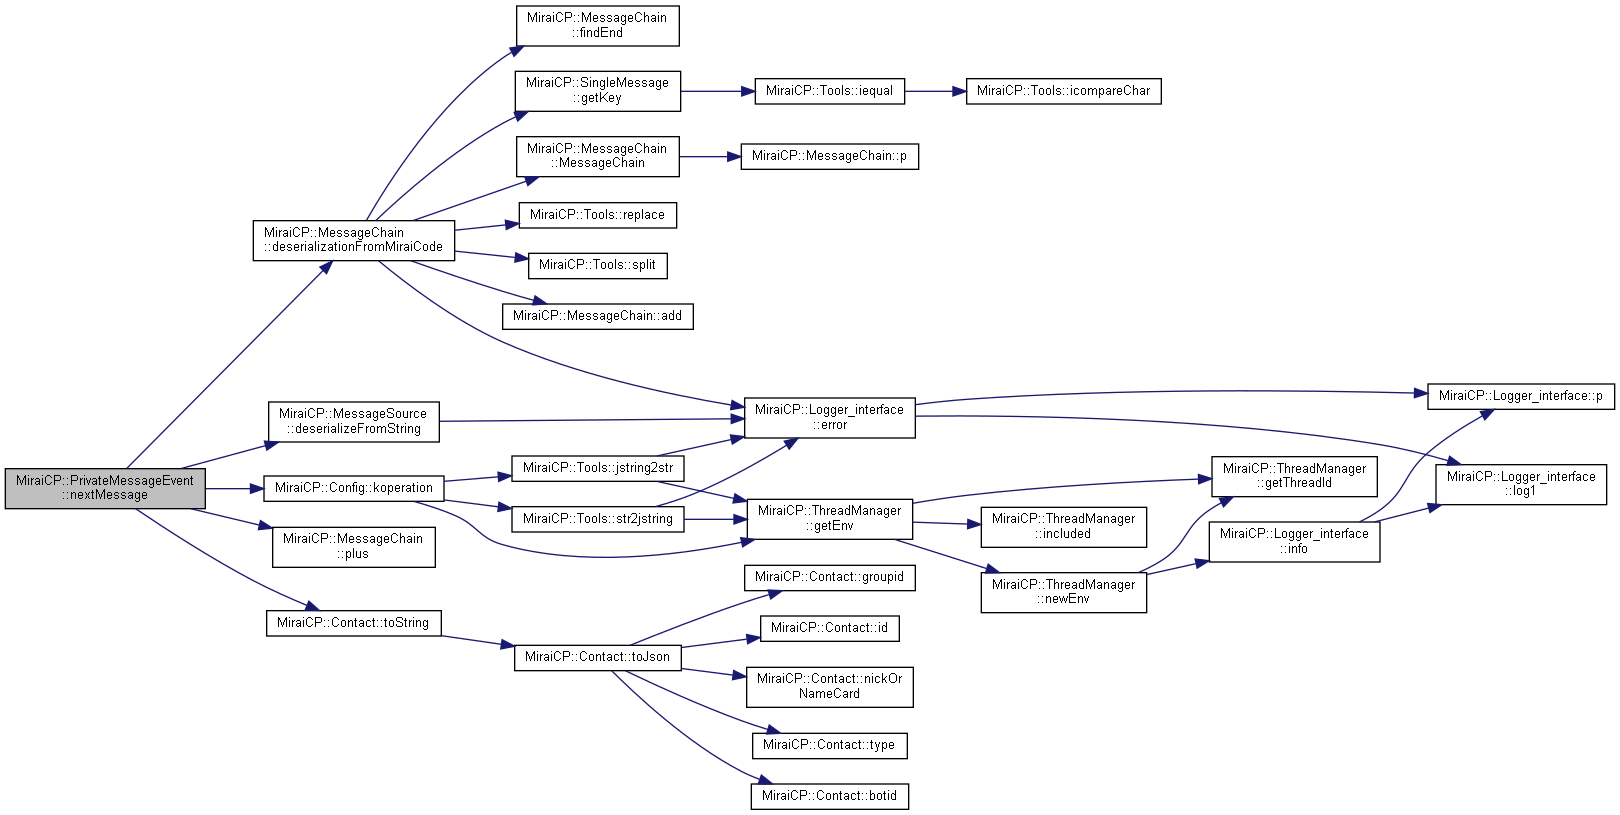 MiraiCP::MessageChain
::findEnd
MiraiCP::SingleMessage
::getKey
MiraiCP::Tools::iequal
MiraiCP::Tools::icompareChar
MiraiCP::MessageChain
::MessageChain
MiraiCP::MessageChain::p
MiraiCP::Tools::replace
MiraiCP::MessageChain
::deserializationFromMiraiCode
MiraiCP::Tools::split
MiraiCP::MessageChain::add
MiraiCP::MessageSource
::deserializeFromString
MiraiCP::Logger_interface
::error
MiraiCP::Logger_interface::p
MiraiCP::PrivateMessageEvent
::nextMessage
MiraiCP::Config::koperation
MiraiCP::Tools::jstring2str
MiraiCP::Tools::str2jstring
MiraiCP::ThreadManager
::getEnv
MiraiCP::ThreadManager
::getThreadId
MiraiCP::Logger_interface
::log1
MiraiCP::ThreadManager
::included
MiraiCP::Logger_interface
::info
MiraiCP::MessageChain
::plus
MiraiCP::ThreadManager
::newEnv
MiraiCP::Contact::groupid
MiraiCP::Contact::toString
MiraiCP::Contact::id
MiraiCP::Contact::toJson
MiraiCP::Contact::nickOr
NameCard
MiraiCP::Contact::type
MiraiCP::Contact::botid